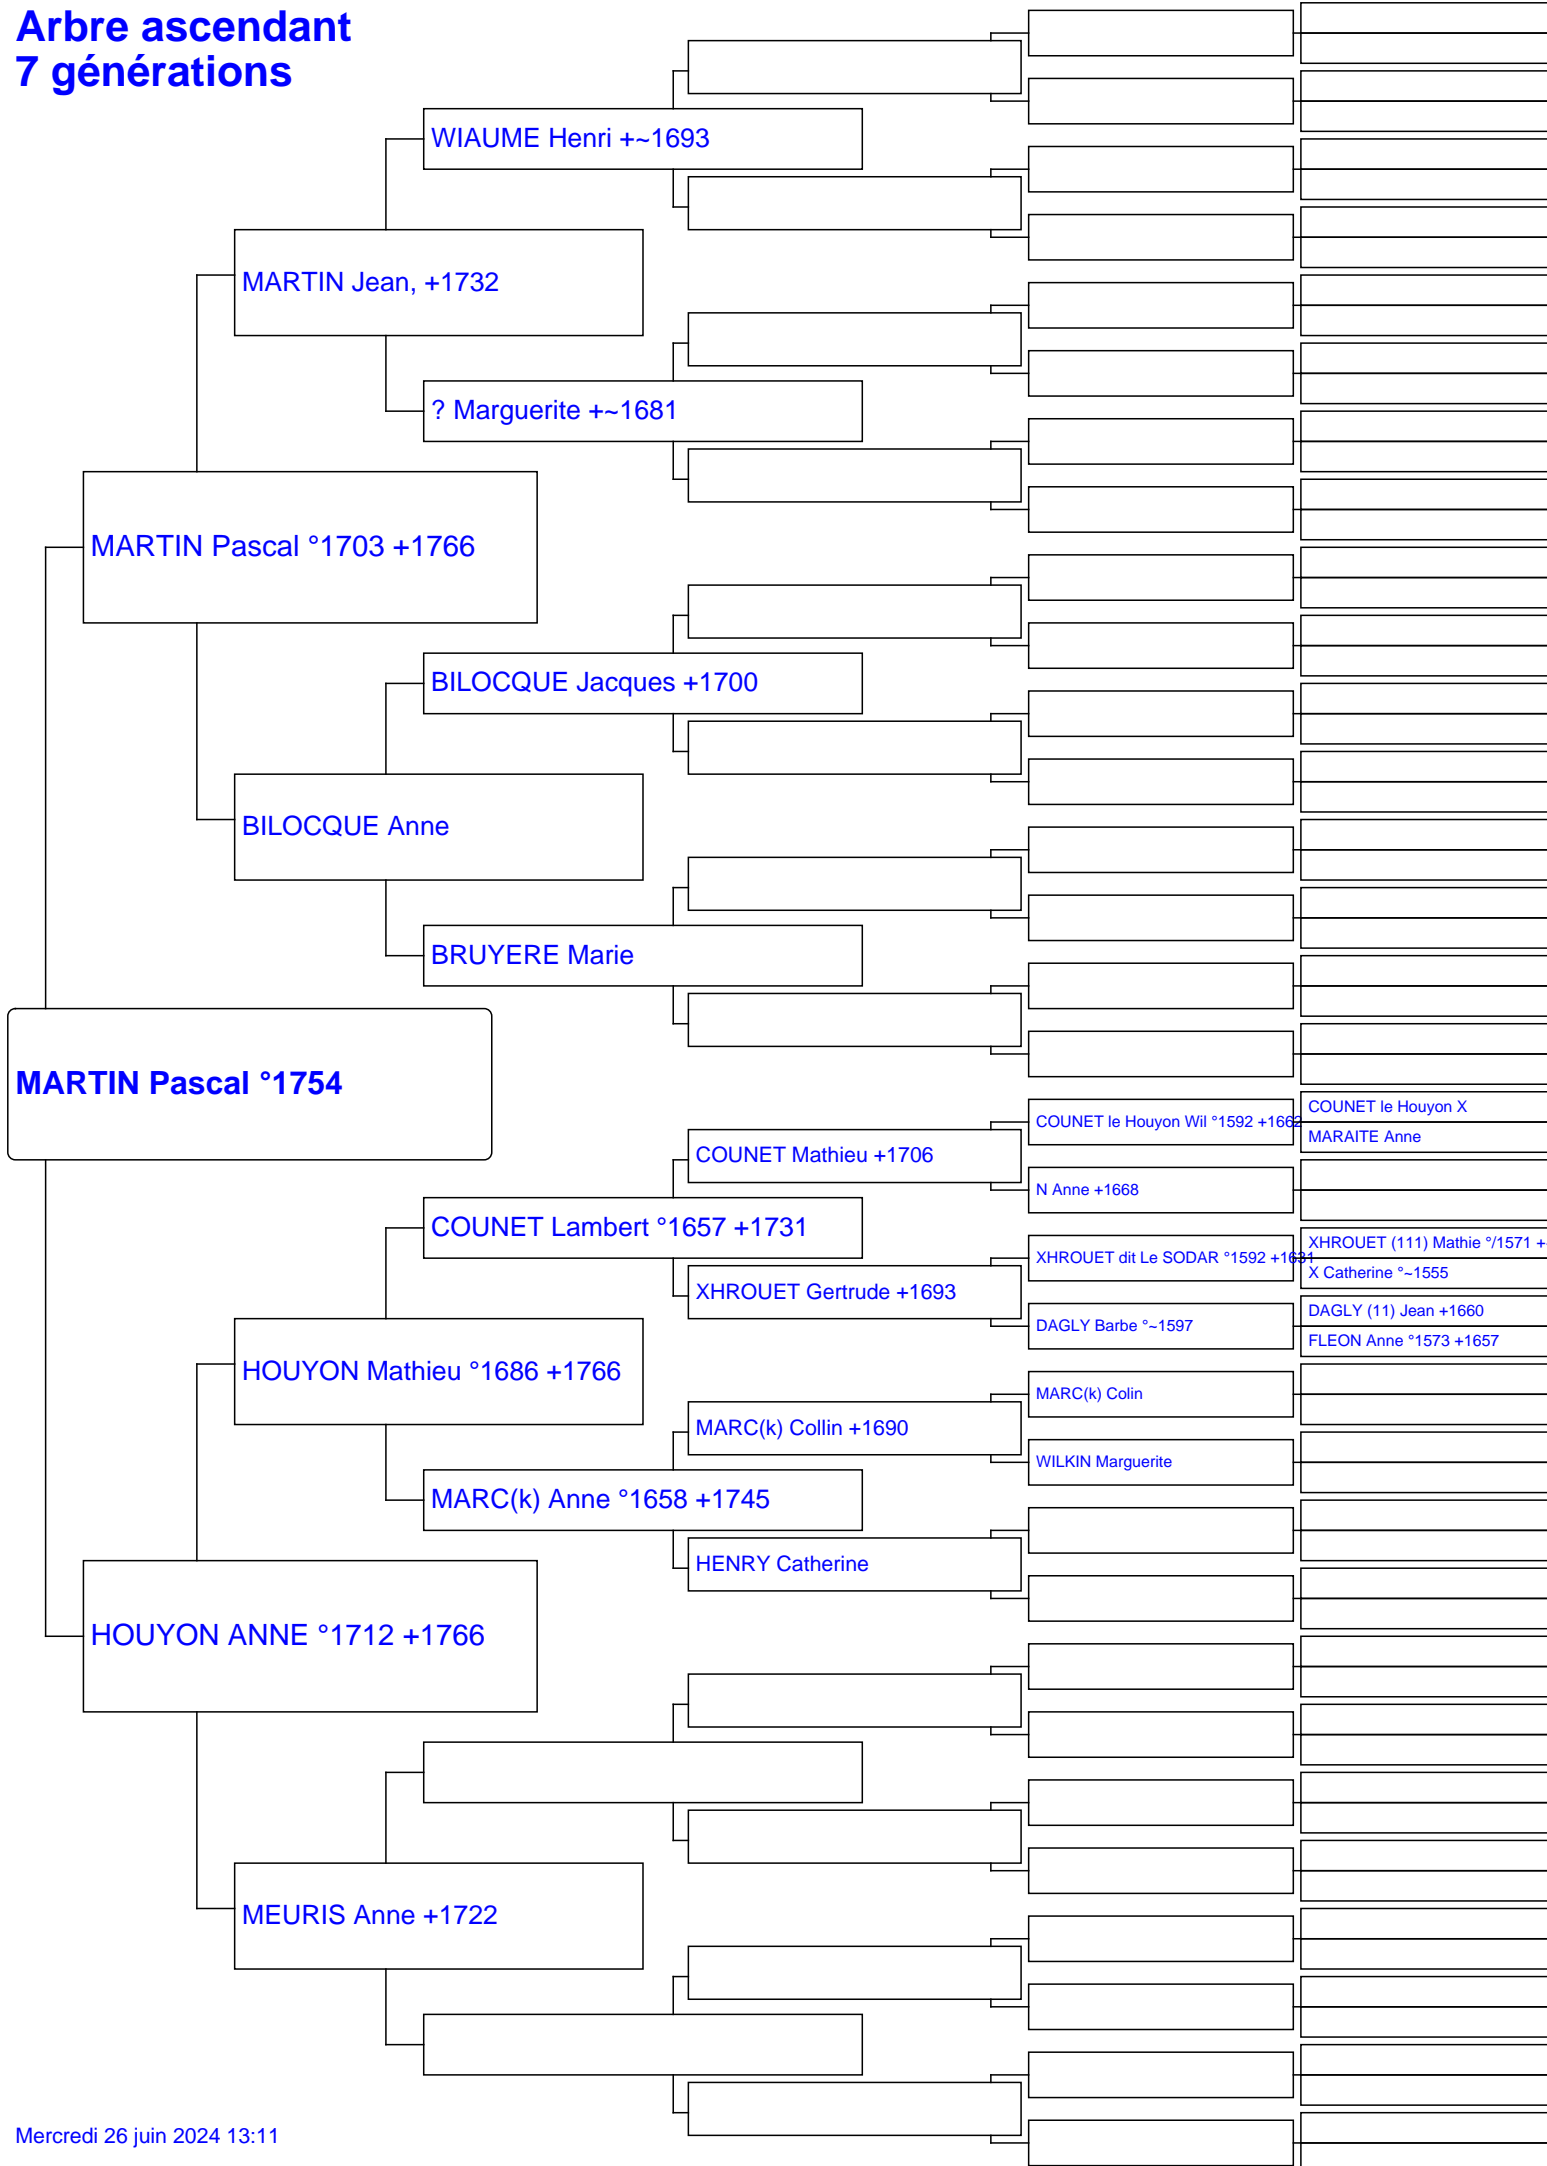 Arbre ascendant
7 générations
WIAUME Henri +~1693
MARTIN Jean, +1732
? Marguerite +~1681
MARTIN Pascal °1703 +1766
BILOCQUE Jacques +1700
BILOCQUE Anne
BRUYERE Marie
MARTIN Pascal °1754
COUNET le Houyon Wil °1592 +1662
COUNET le Houyon X
MARAITE Anne
COUNET Mathieu +1706
N Anne +1668
COUNET Lambert °1657 +1731
XHROUET dit Le SODAR °1592 +1631
XHROUET (111) Mathie °/1571 +
X Catherine °~1555
XHROUET Gertrude +1693
DAGLY Barbe °~1597
DAGLY (11) Jean +1660
FLEON Anne °1573 +1657
HOUYON Mathieu °1686 +1766
MARC(k) Colin
MARC(k) Collin +1690
WILKIN Marguerite
MARC(k) Anne °1658 +1745
HENRY Catherine
HOUYON ANNE °1712 +1766
MEURIS Anne +1722
Mercredi 26 juin 2024 13:11